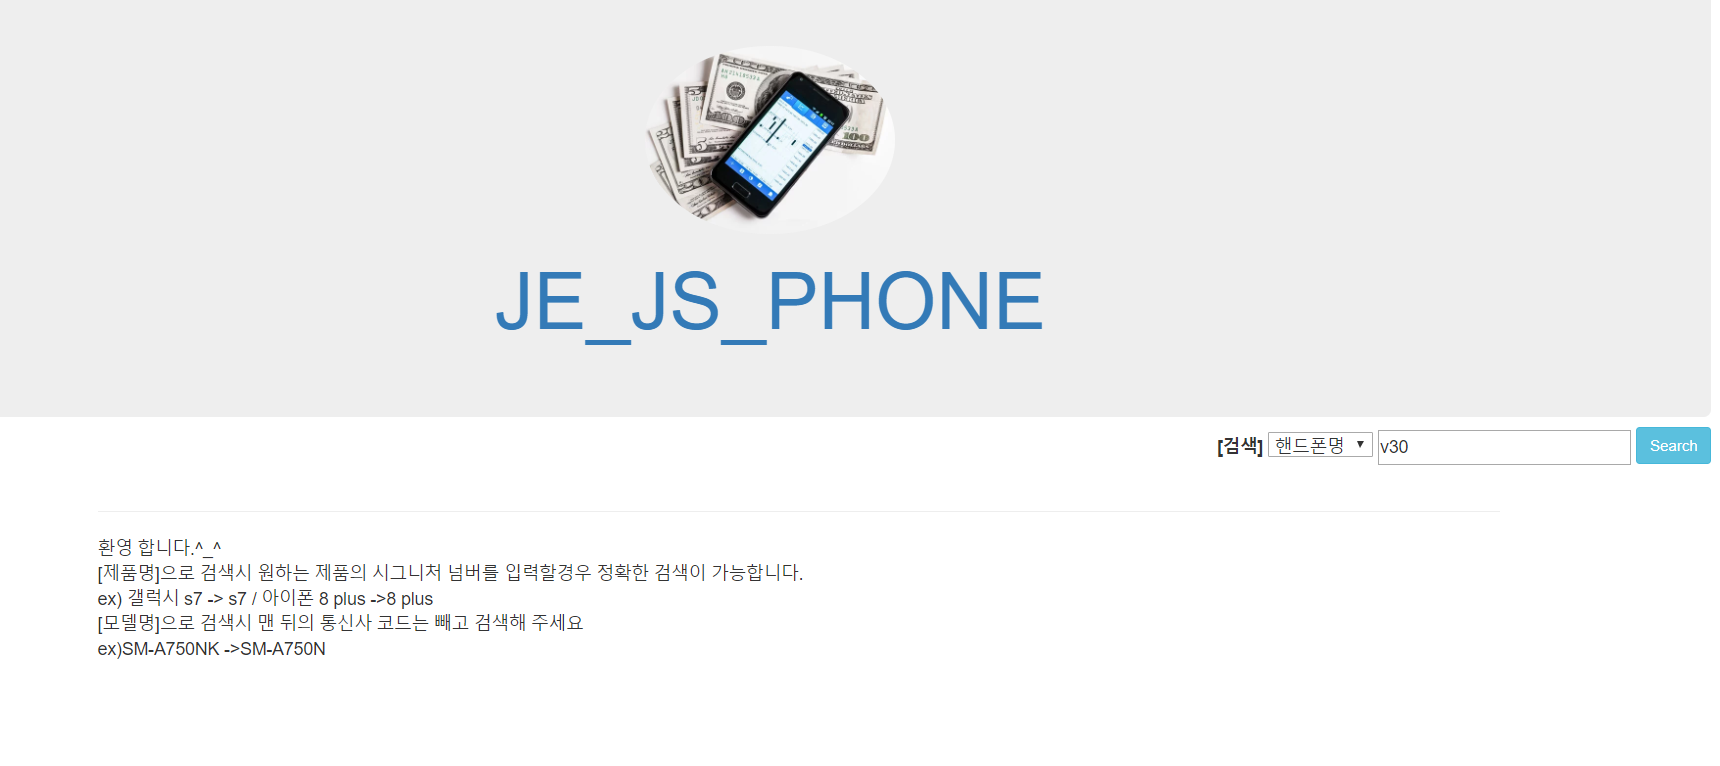 JE_JS_PHONE
[검색] 핸드폰명 v30 Search
환영 합니다.^_^
[제품명]으로 검색시 원하는 제품의 시그니처 넘버를 입력할경우 정확한 검색이 가능합니다.
ex) 갤럭시 s7 -> s7 / 아이폰 8 plus ->8 plus
[모델명]으로 검색시 맨 뒤의 통신사 코드는 빼고 검색해 주세요
ex)SM-A750NK ->SM-A750N